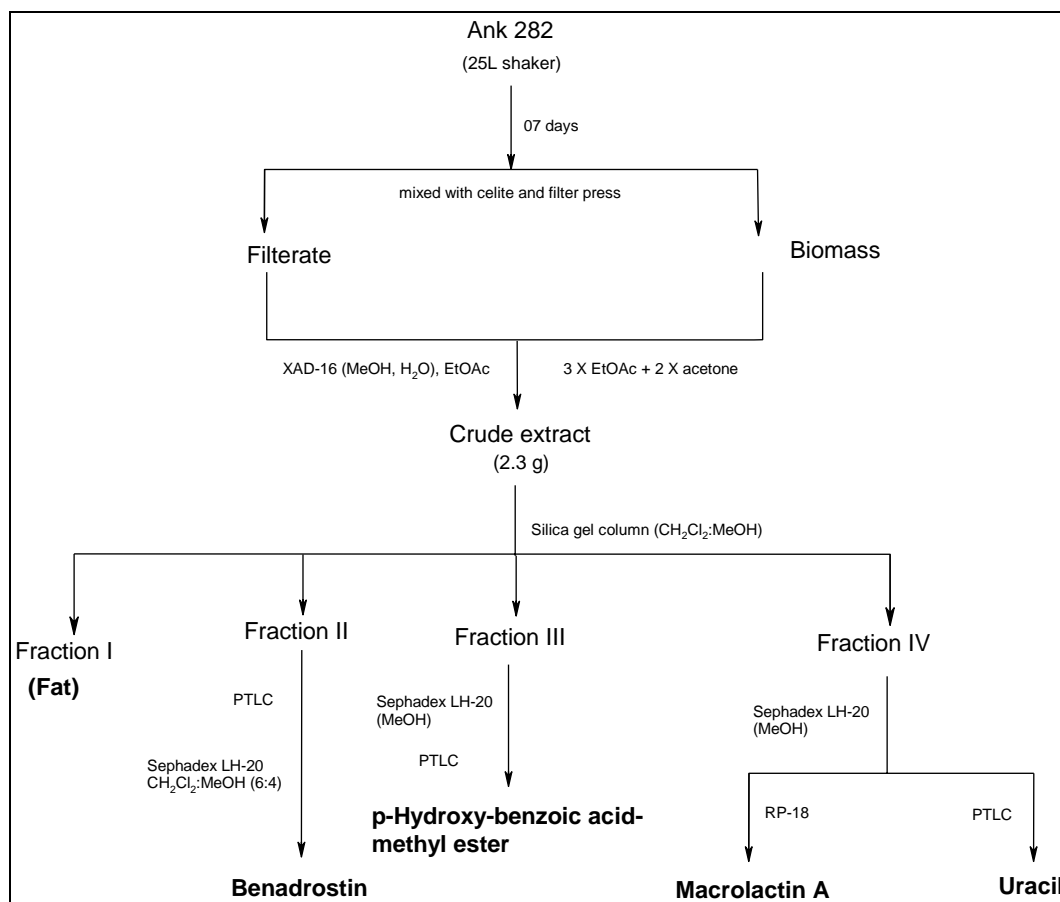 Ank 282
(25L shaker)
07 days
mixed with celite and filter press
Filterate
Biomass
XAD-16 (MeOH, H₂O), EtOAc
3 X EtOAc + 2 X acetone
Crude extract
(2.3 g)
Silica gel column (CH₂Cl₂:MeOH)
Fraction I
(Fat)
Fraction II
Fraction III
Fraction IV
PTLC
Sephadex LH-20
CH₂Cl₂:MeOH (6:4)
Benadrostin
Sephadex LH-20
(MeOH)
PTLC
p-Hydroxy-benzoic acid-
methyl ester
Sephadex LH-20
(MeOH)
RP-18
PTLC
Macrolactin A
Uracil